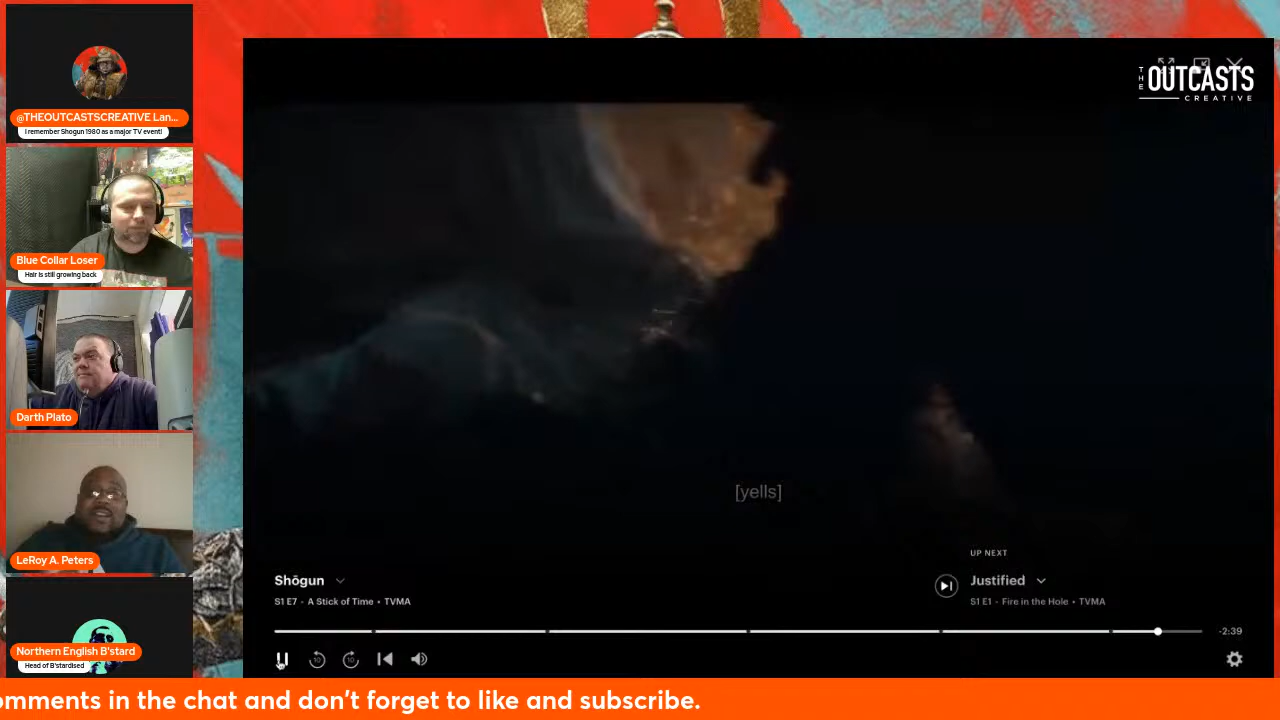 @THEOUTCASTSCREATIVE Lan...
I remember Shogun 1980 as a major TV event!
Blue Collar Loser
Hair is still growing back
Darth Plato
LeRoy A. Peters
Northern English B'stard
Head of B'stardised
THE OUTCASTS
CREATIVE
[yells]
UP NEXT
Shōgun
Justified
S1 E7 • A Stick of Time • TVMA
S1 E1 • Fire in the Hole • TVMA
-2:39
10
10
omments in the chat and don't forget to like and subscribe.